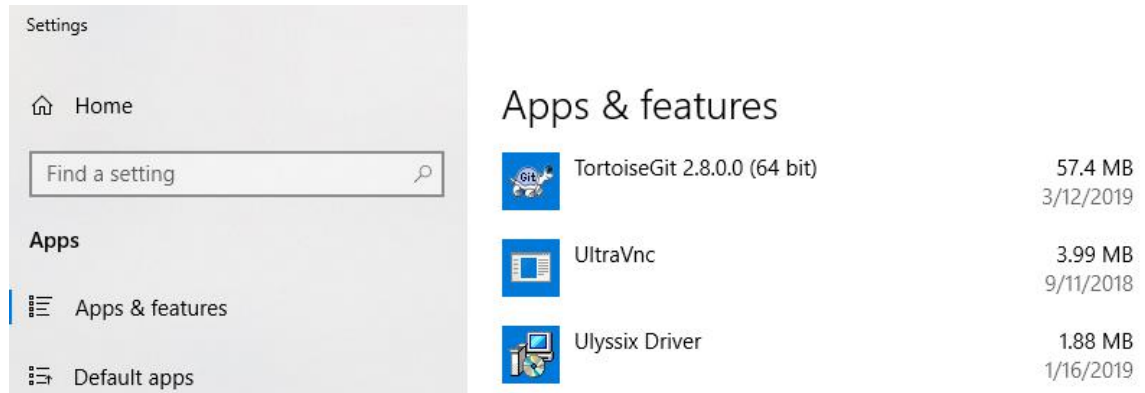 Settings
Home
Find a setting
Apps
Apps & features
Default apps
Apps & features
Git
TortoiseGit 2.8.0.0 (64 bit)
57.4 MB
3/12/2019
UltraVnc
3.99 MB
9/11/2018
Ulyssix Driver
1.88 MB
1/16/2019